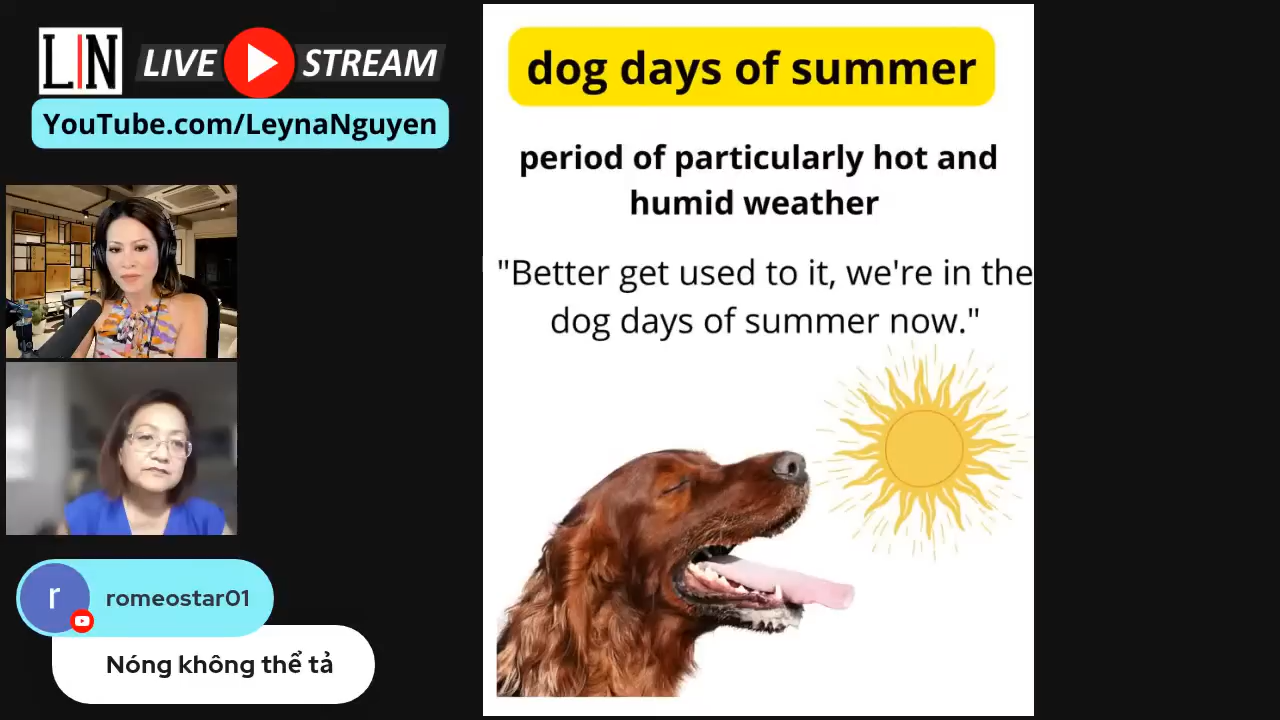 LIN LIVE STREAM
YouTube.com/LeynaNguyen
dog days of summer
period of particularly hot and
humid weather
"Better get used to it, we're in the
dog days of summer now."
r romeostar01
Nóng không thể tả